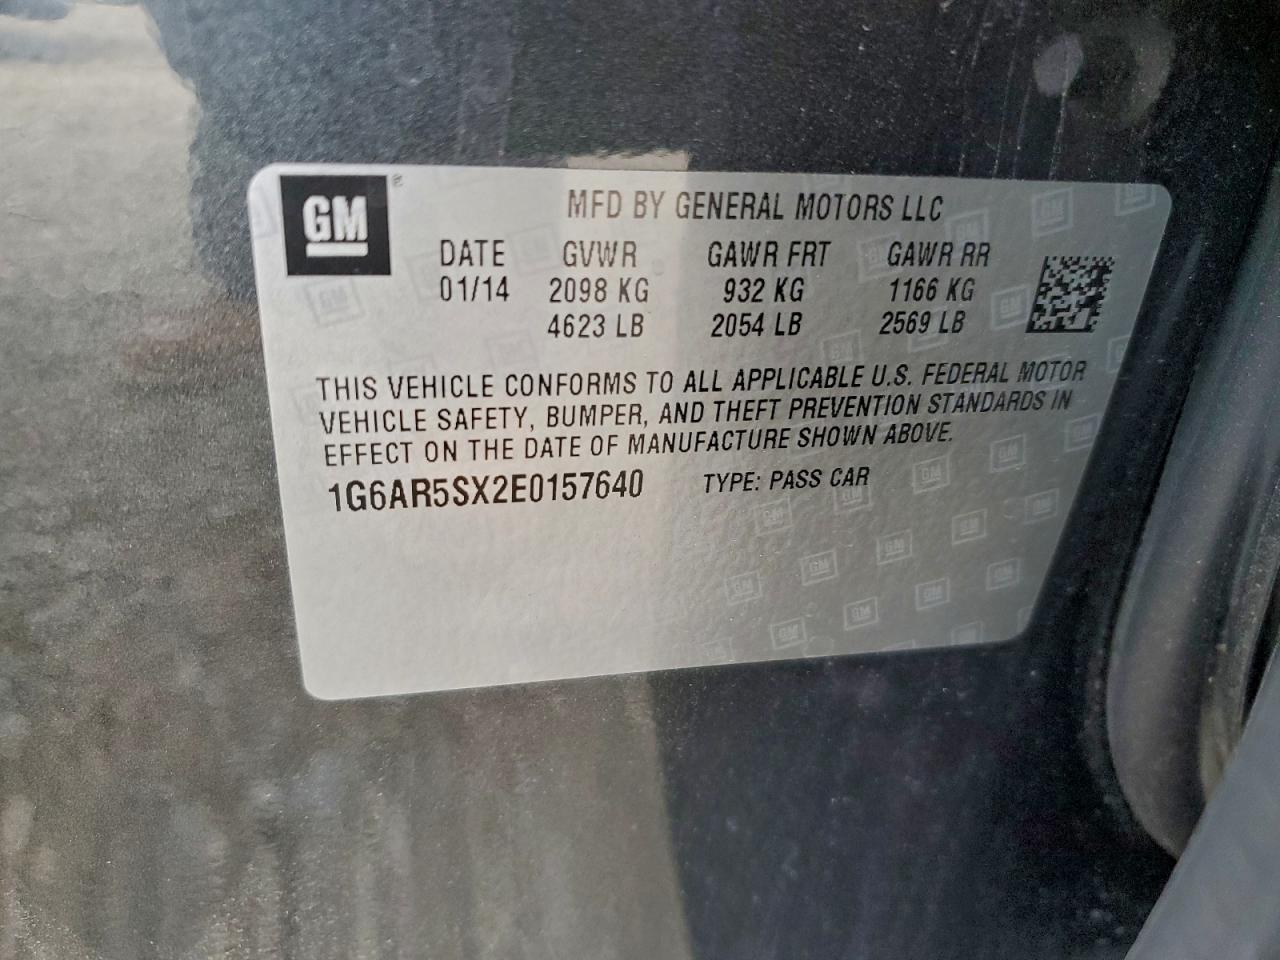 GM
MFD BY GENERAL MOTORS LLC
DATE GVWR GAWR FRT GAWR RR
01/14 2098 KG 932 KG 1166 KG
4623 LB 2054 LB 2569 LB
THIS VEHICLE CONFORMS TO ALL APPLICABLE U.S. FEDERAL MOTOR
VEHICLE SAFETY, BUMPER, AND THEFT PREVENTION STANDARDS IN
EFFECT ON THE DATE OF MANUFACTURE SHOWN ABOVE.
1G6AR5SX2E0157640 TYPE: PASS CAR